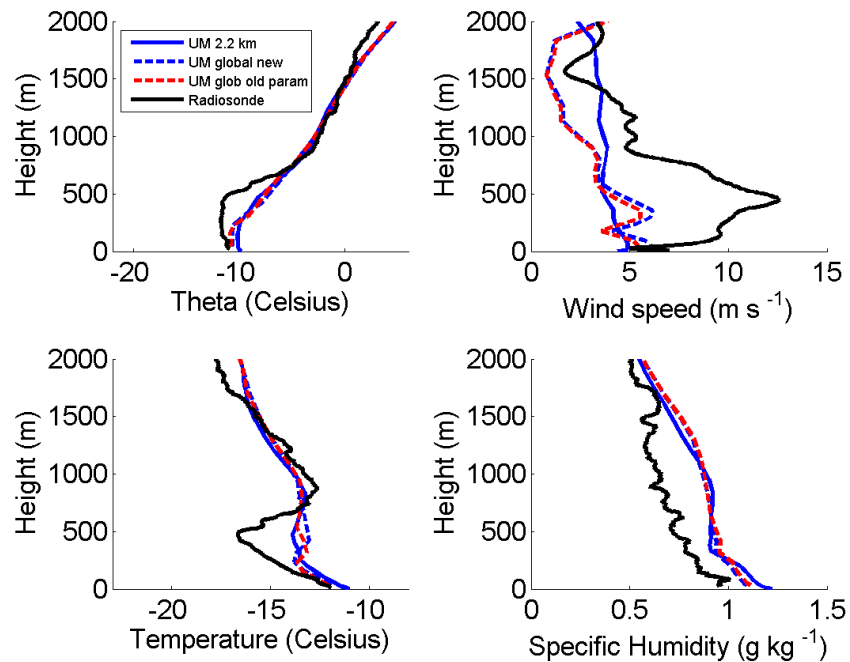 2000
1500
1000
500
0
Height (m)
UM 2.2 km
UM global new
UM glob old param
Radiosonde
-20
-10
0
Theta (Celsius)
2000
1500
1000
500
0
Height (m)
0
5
10
15
Wind speed (m s -1)
2000
1500
1000
500
0
Height (m)
-20
-15
-10
Temperature (Celsius)
2000
1500
1000
500
0
Height (m)
0
0.5
1
1.5
Specific Humidity (g kg -1)